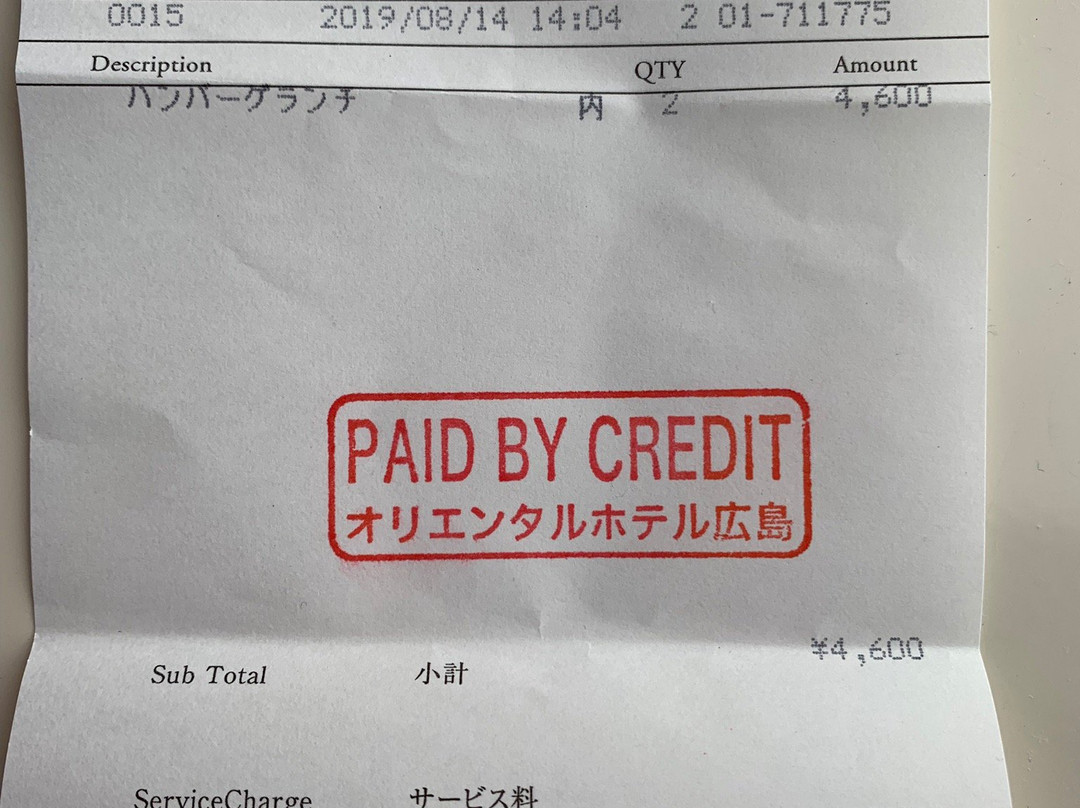 0015 2019/08/14 14:04 2 01-711775
Description QTY Amount
ハンバーグランチ 内 2 4,600
PAID BY CREDIT
オリエンタルホテル広島
¥4,600
Sub Total 小計
ServiceCharge サービス料